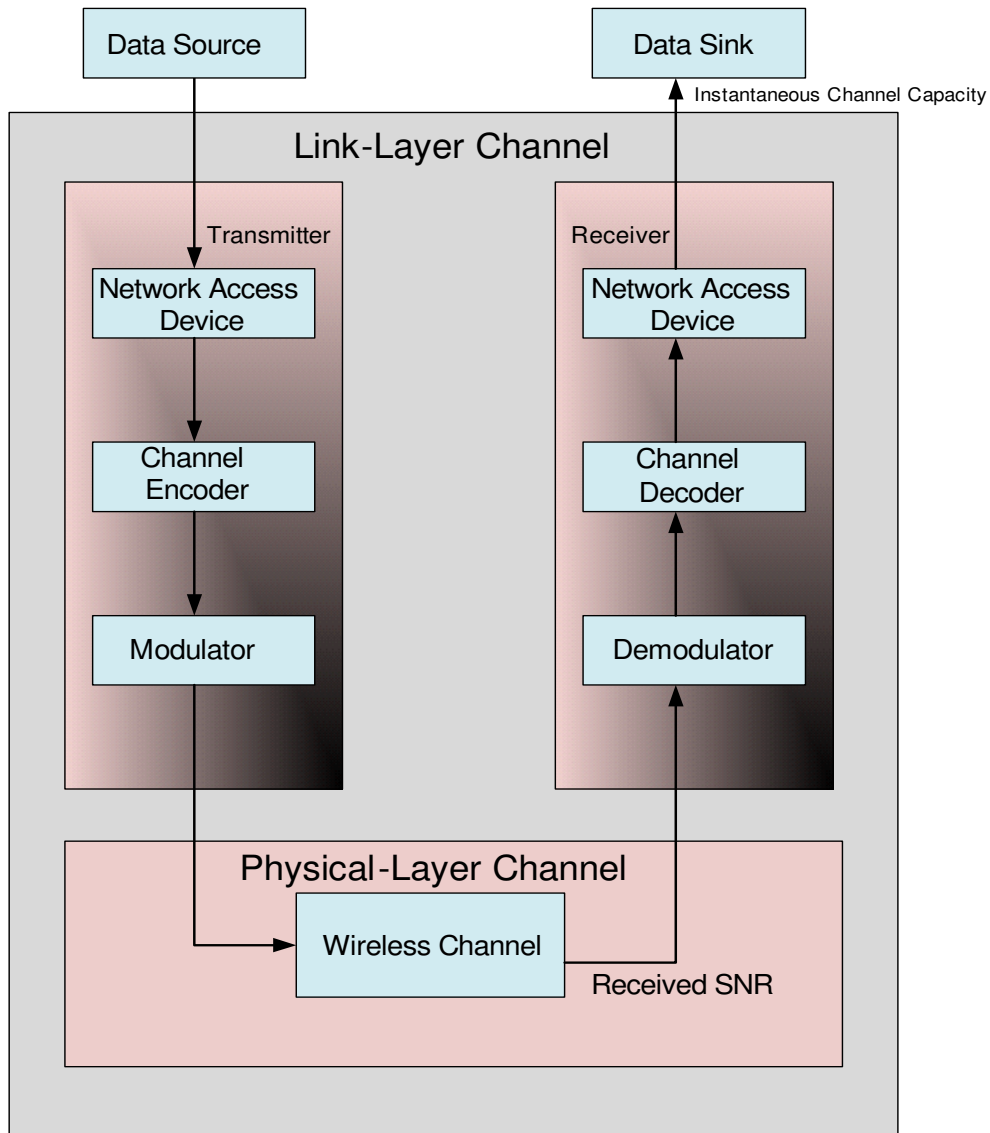 Data Source
Data Sink
Instantaneous Channel Capacity
Link-Layer Channel
Transmitter
Network Access
Device
Channel
Encoder
Modulator
Receiver
Network Access
Device
Channel
Decoder
Demodulator
Physical-Layer Channel
Wireless Channel
Received SNR